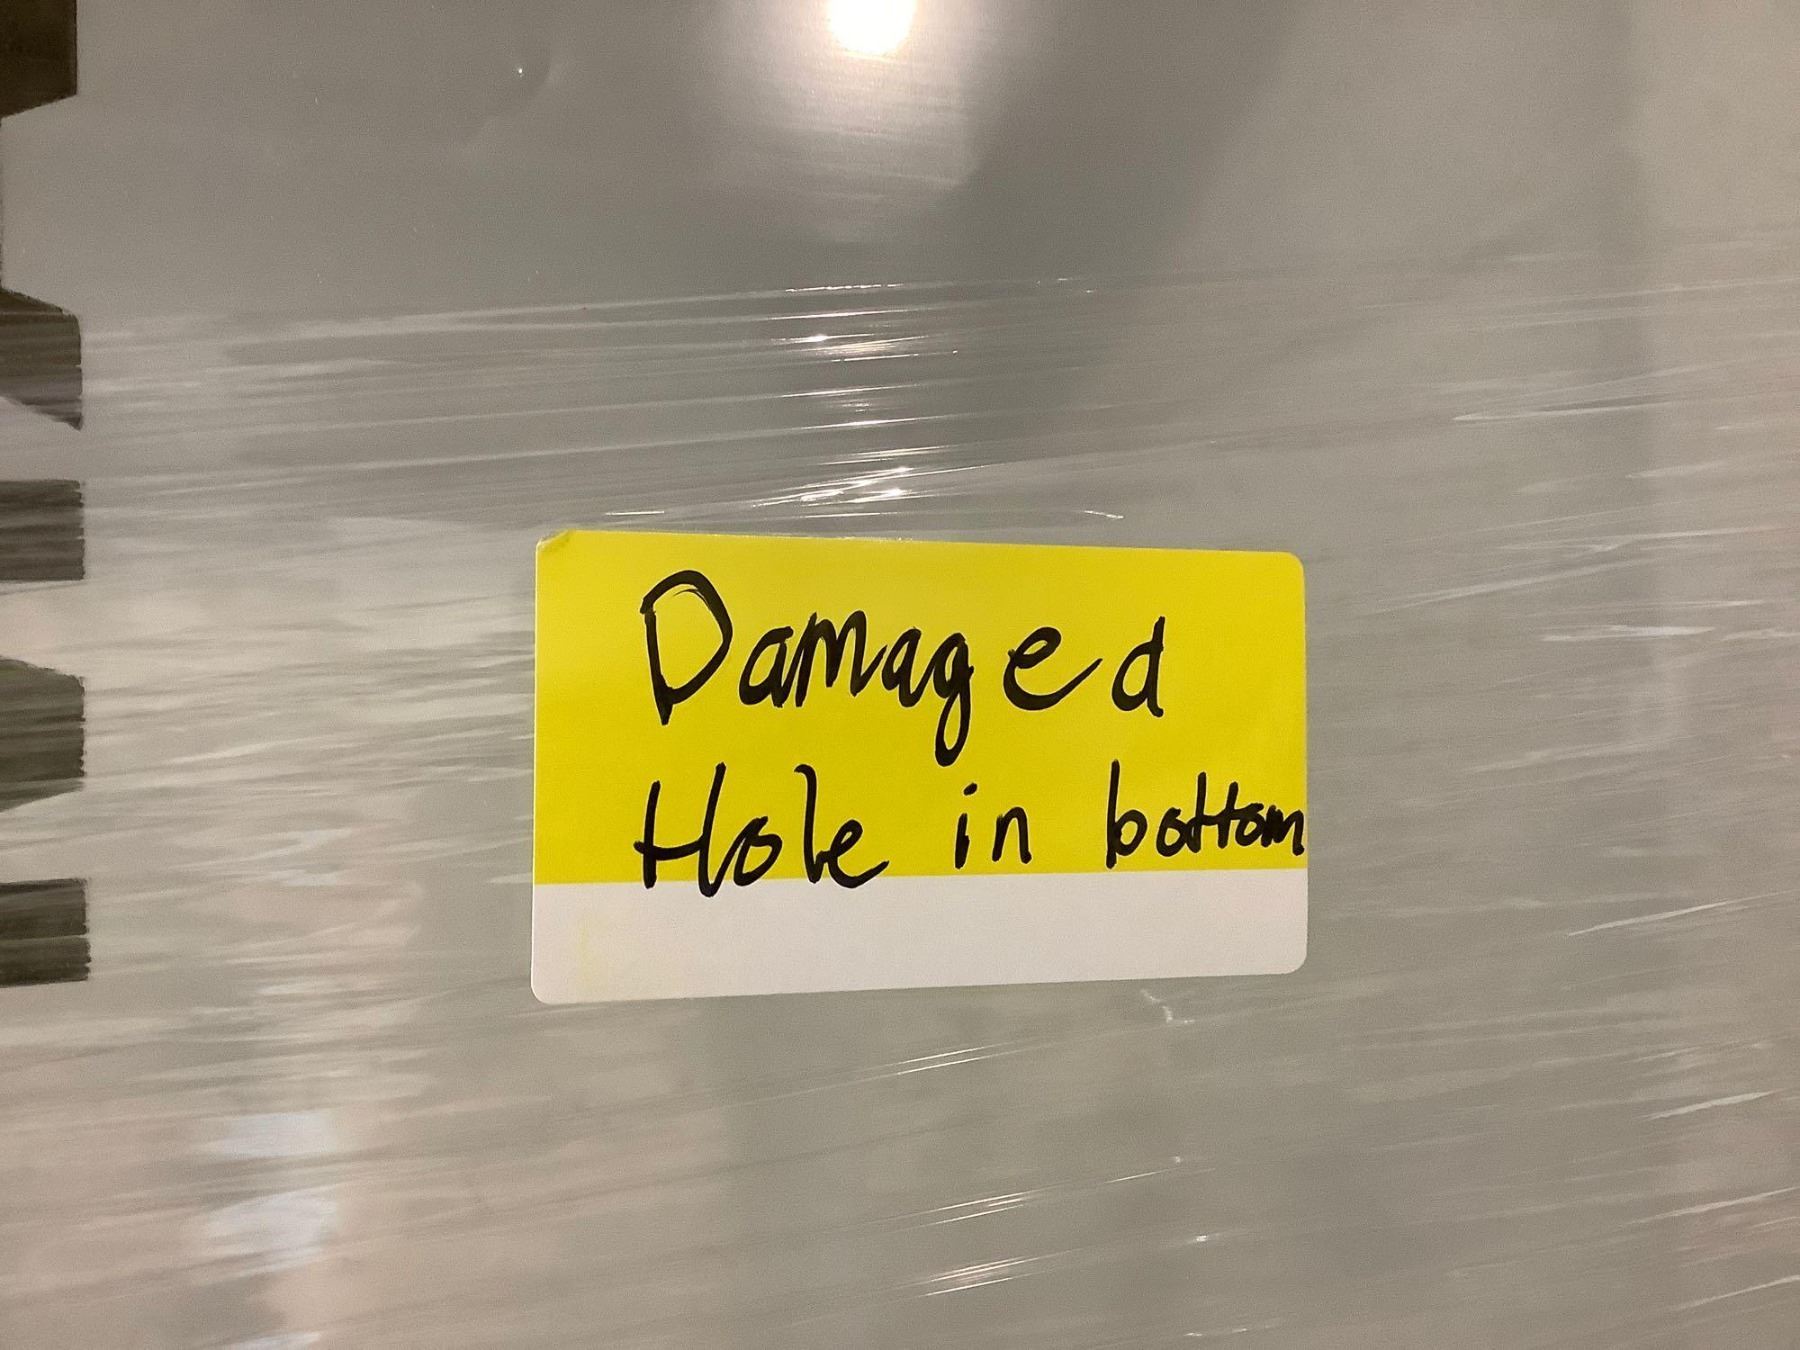 Damaged
Hole in bottom